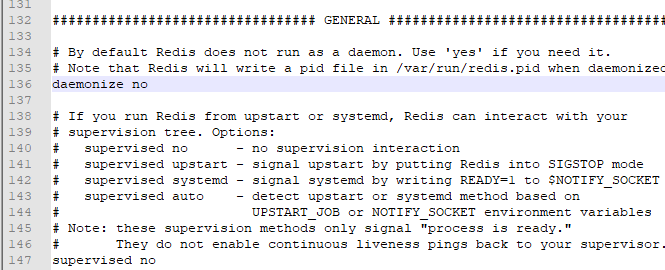 131
132 ############################### GENERAL #################################
133
134 # By default Redis does not run as a daemon. Use 'yes' if you need it.
135 # Note that Redis will write a pid file in /var/run/redis.pid when daemonized
136 daemonize no
137
138 # If you run Redis from upstart or systemd, Redis can interact with your
139 # supervision tree. Options:
140 #   supervised no      - no supervision interaction
141 #   supervised upstart - signal upstart by putting Redis into SIGSTOP mode
142 #   supervised systemd - signal systemd by writing READY=1 to $NOTIFY_SOCKET
143 #   supervised auto    - detect upstart or systemd method based on
144 #                        UPSTART_JOB or NOTIFY_SOCKET environment variables
145 # Note: these supervision methods only signal "process is ready."
146 #       They do not enable continuous liveness pings back to your supervisor.
147 supervised no